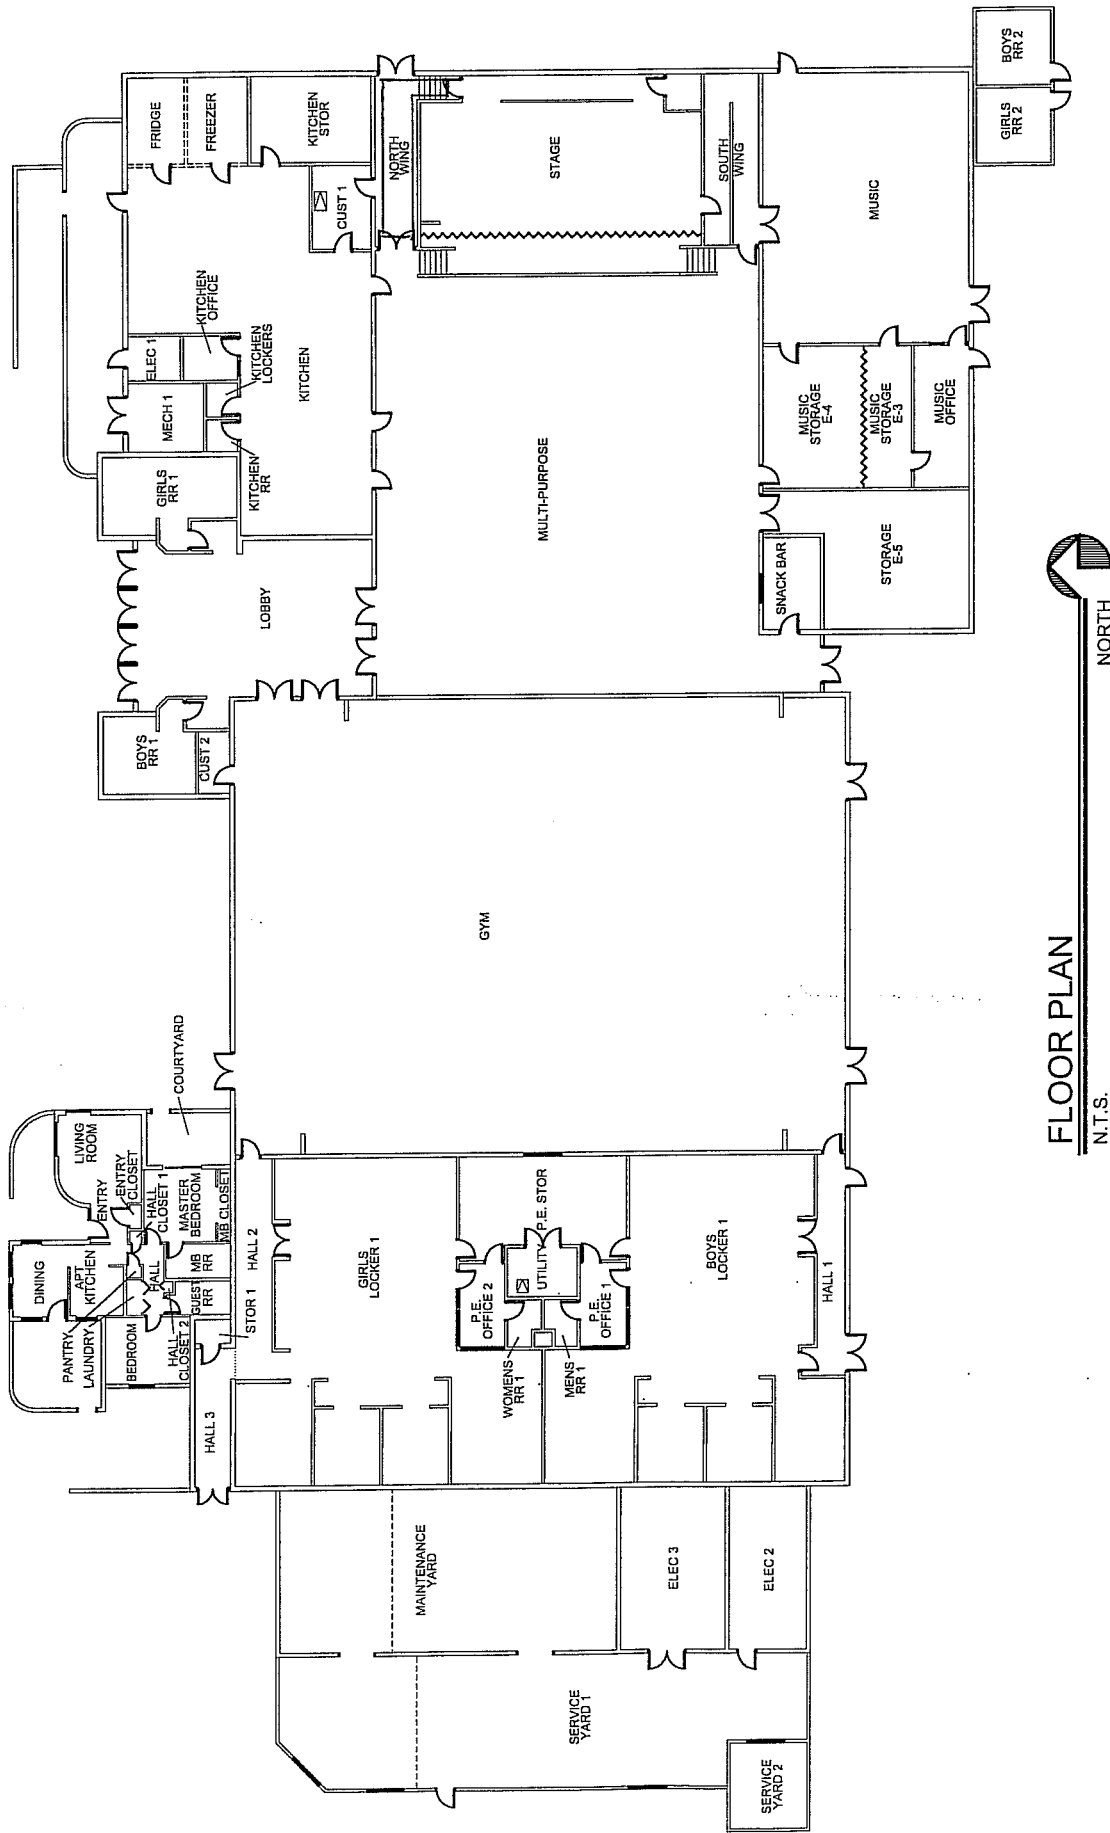 BOYS
RR 2
GIRLS
RR 2
FRIDGE
FREEZER
KITCHEN
STOR
NORTH
WING
STAGE
SOUTH
WING
MUSIC
CUST 1
KITCHEN
OFFICE
ELEC 1
KITCHEN
LOCKERS
KITCHEN
MECH 1
KITCHEN
RR
GIRLS
RR 1
LOBBY
MULTI-PURPOSE
MUSIC
STORAGE
E-4
MUSIC
STORAGE
E-3
MUSIC
OFFICE
SNACK BAR
STORAGE
E-5
BOYS
RR 1
CUST 2
GYM
COURTYARD
LIVING
ROOM
ENTRY
ENTRY
CLOSET
HALL
CLOSET 1
MASTER
BEDROOM
MB CLOSET
DINING
APT
KITCHEN
HALL
MB
RR
GUEST
RR
PANTRY
LAUNDRY
BEDROOM
HALL
CLOSET 2
STOR 1
HALL 2
HALL 3
GIRLS
LOCKER 1
P.E. STOR
UTILITY
P.E.
OFFICE 2
P.E.
OFFICE 1
WOMENS
RR 1
MENS
RR 1
BOYS
LOCKER 1
HALL 1
MAINTENANCE
YARD
ELEC 3
ELEC 2
SERVICE
YARD 1
SERVICE
YARD 2
FLOOR PLAN
N.T.S.
NORTH